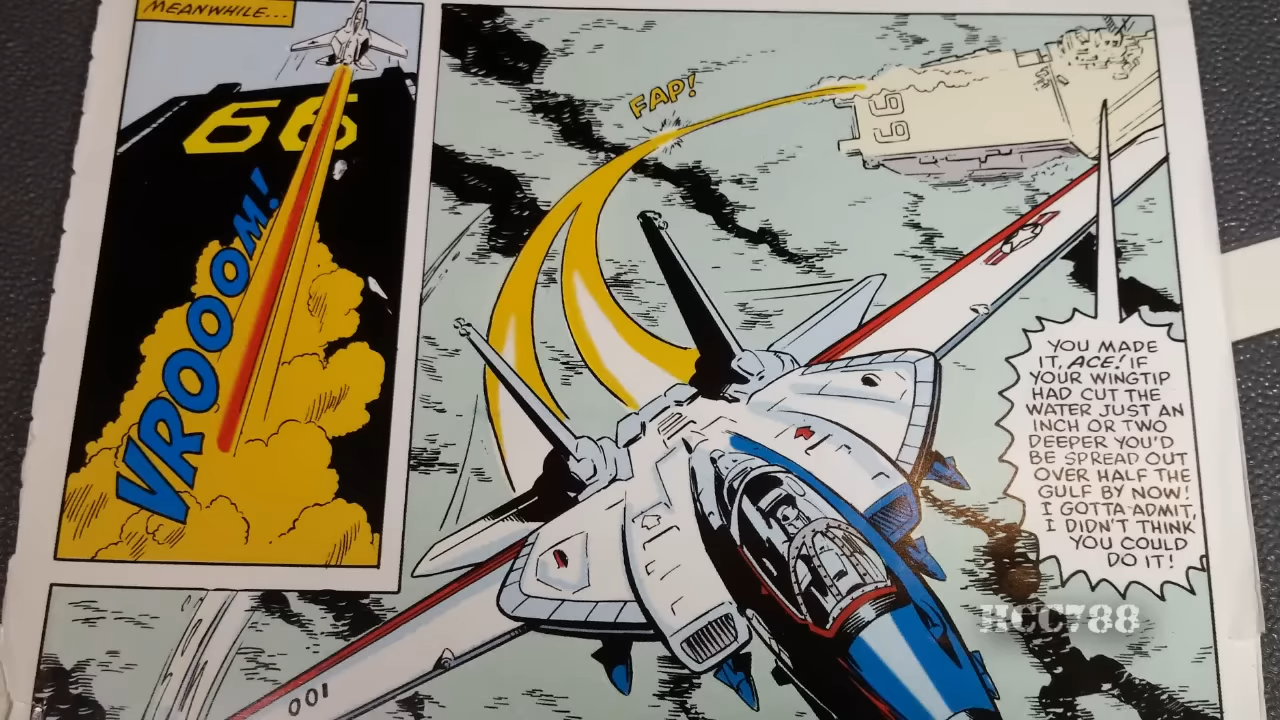 MEANWHILE...
66
VROOOM!
FAP!
66
YOU MADE
IT, ACE! IF
YOUR WINGTIP
HAD CUT THE
WATER JUST AN
INCH OR TWO
DEEPER YOU'D
BE SPREAD OUT
OVER HALF THE
GULF BY NOW!
I GOTTA ADMIT,
I DIDN'T THINK
YOU COULD
DO IT!
HCC788
001